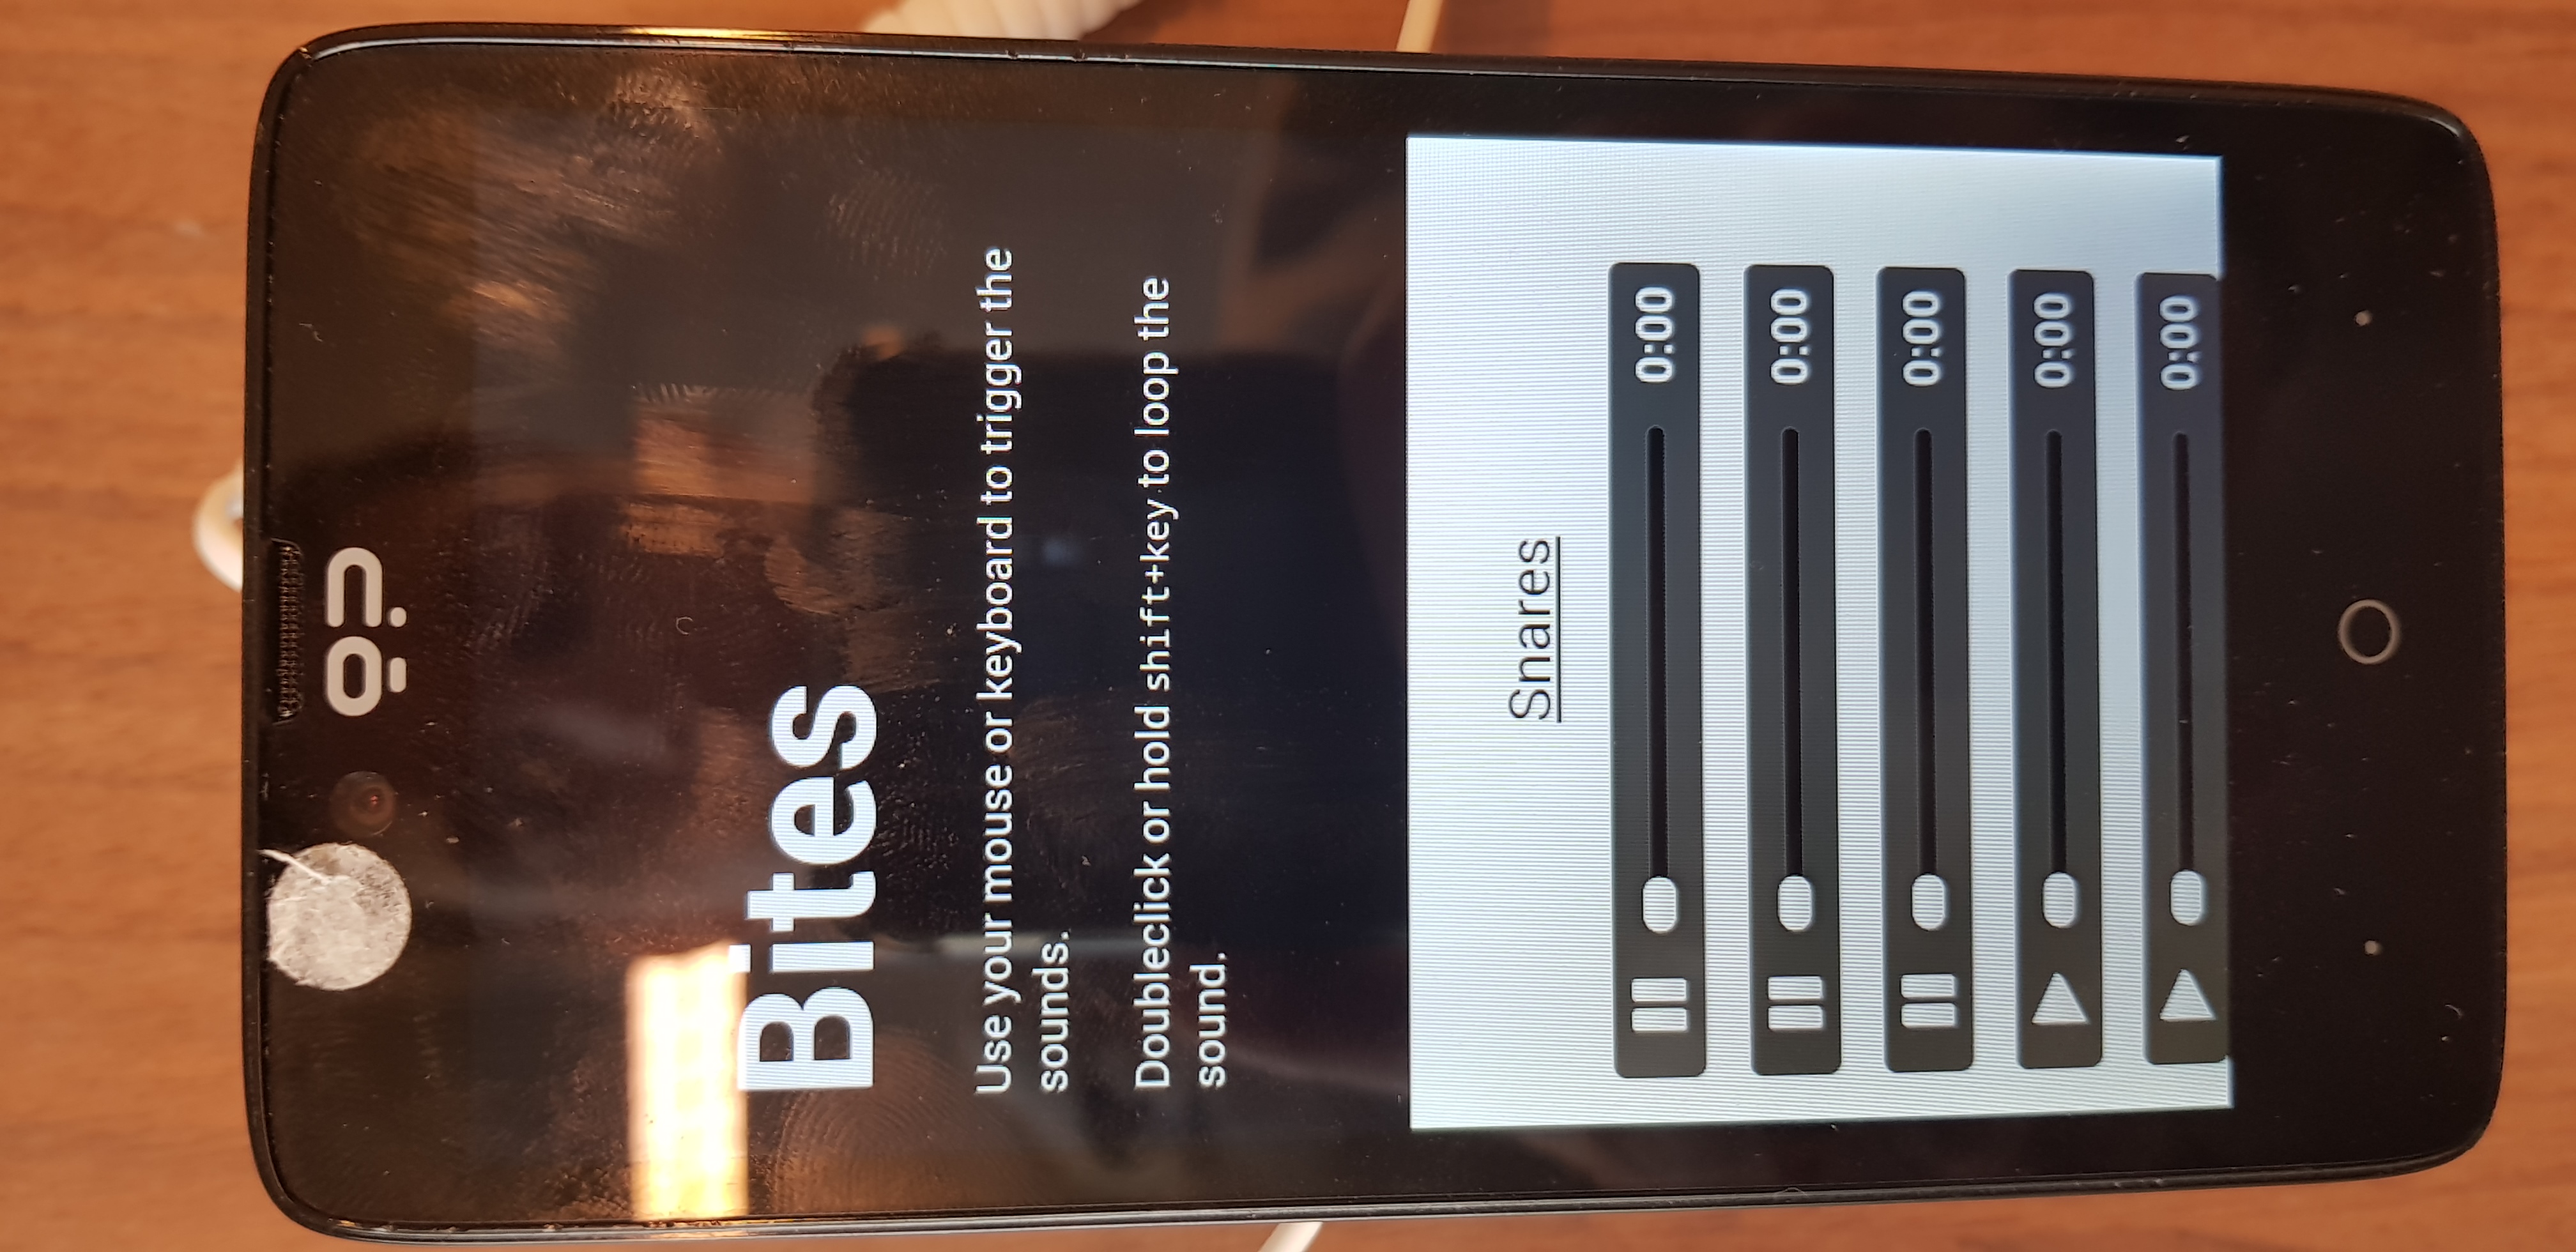 Bites
Use your mouse or keyboard to trigger the
sounds.
Doubleclick or hold shift+key to loop the
sound.
Snares
0:00
0:00
0:00
0:00
0:00